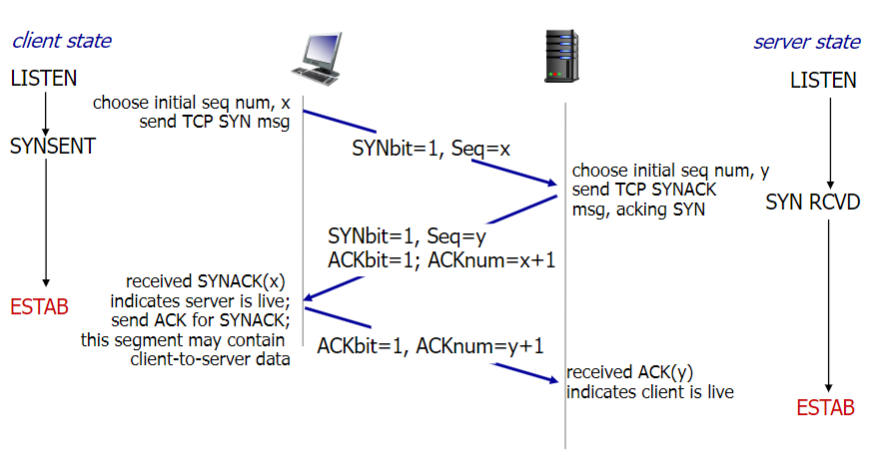 client state
server state
LISTEN
LISTEN
choose initial seq num, x
send TCP SYN msg
SYNSENT
SYNbit=1, Seq=x
choose initial seq num, y
send TCP SYNACK
msg, acking SYN
SYN RCVD
SYNbit=1, Seq=y
ACKbit=1; ACKnum=x+1
received SYNACK(x)
indicates server is live;
send ACK for SYNACK;
this segment may contain
client-to-server data
ESTAB
ACKbit=1, ACKnum=y+1
received ACK(y)
indicates client is live
ESTAB